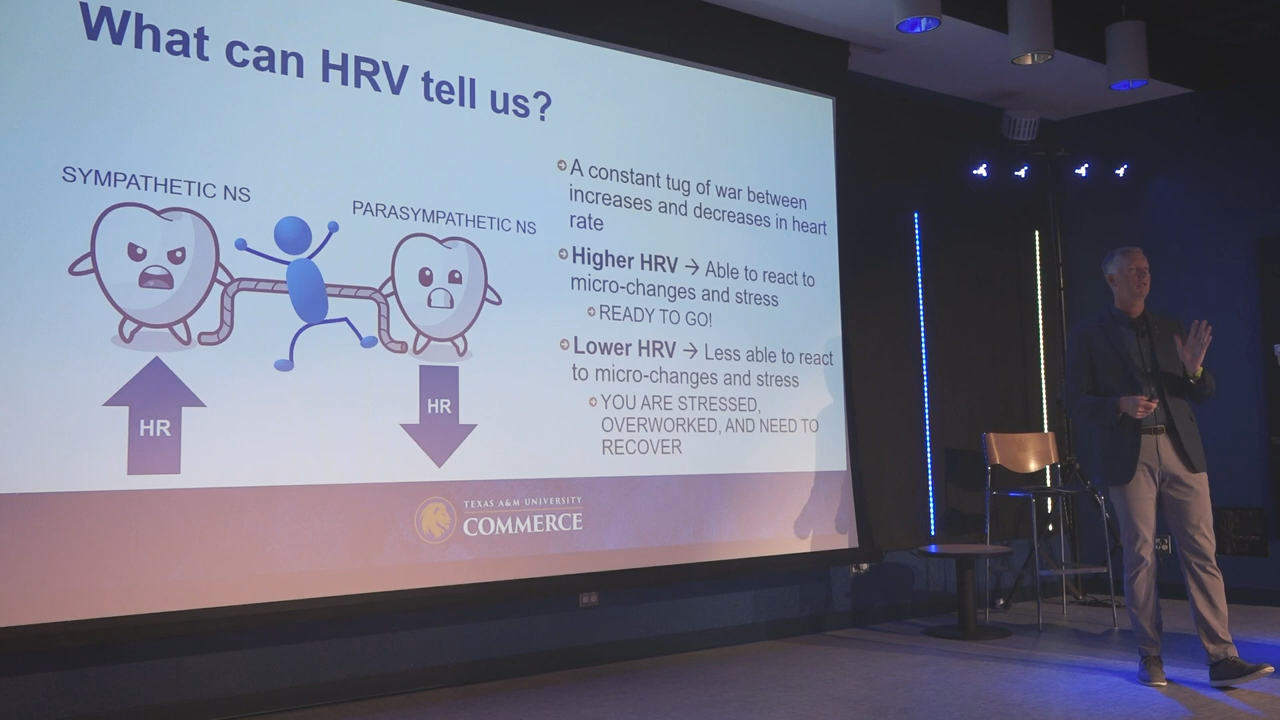 What can HRV tell us?
SYMPATHETIC NS
PARASYMPATHETIC NS
HR
HR
A constant tug of war between
increases and decreases in heart
rate
Higher HRV → Able to react to
micro-changes and stress
READY TO GO!
Lower HRV → Less able to react
to micro-changes and stress
YOU ARE STRESSED,
OVERWORKED, AND NEED TO
RECOVER
TEXAS A&M UNIVERSITY
COMMERCE